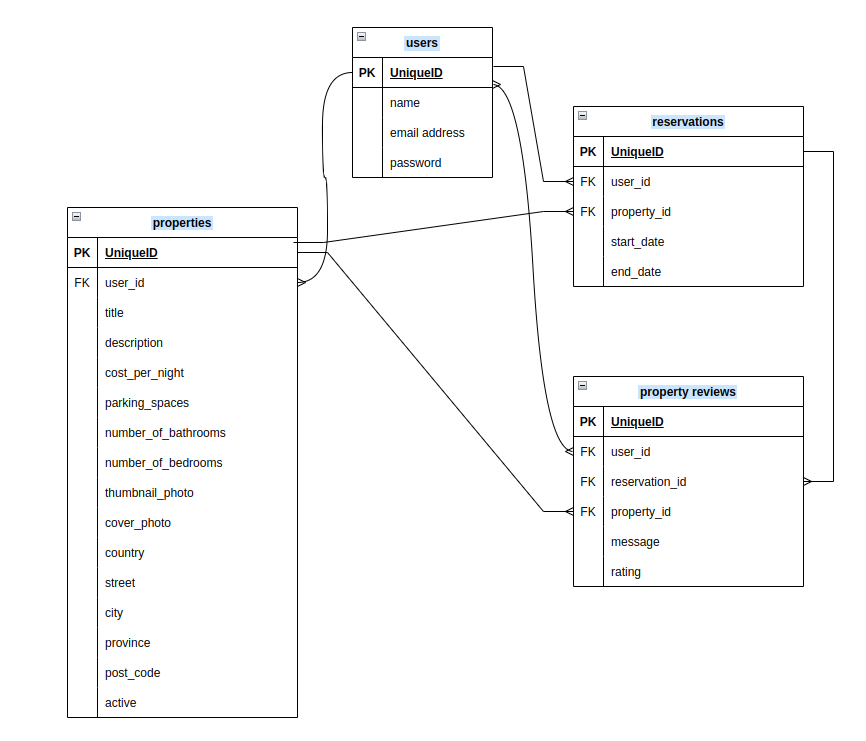 users
PK UniqueID
name
email address
password
reservations
PK UniqueID
FK user_id
FK property_id
start_date
end_date
properties
PK UniqueID
FK user_id
title
description
cost_per_night
parking_spaces
number_of_bathrooms
number_of_bedrooms
thumbnail_photo
cover_photo
country
street
city
province
post_code
active
property reviews
PK UniqueID
FK user_id
FK reservation_id
FK property_id
message
rating